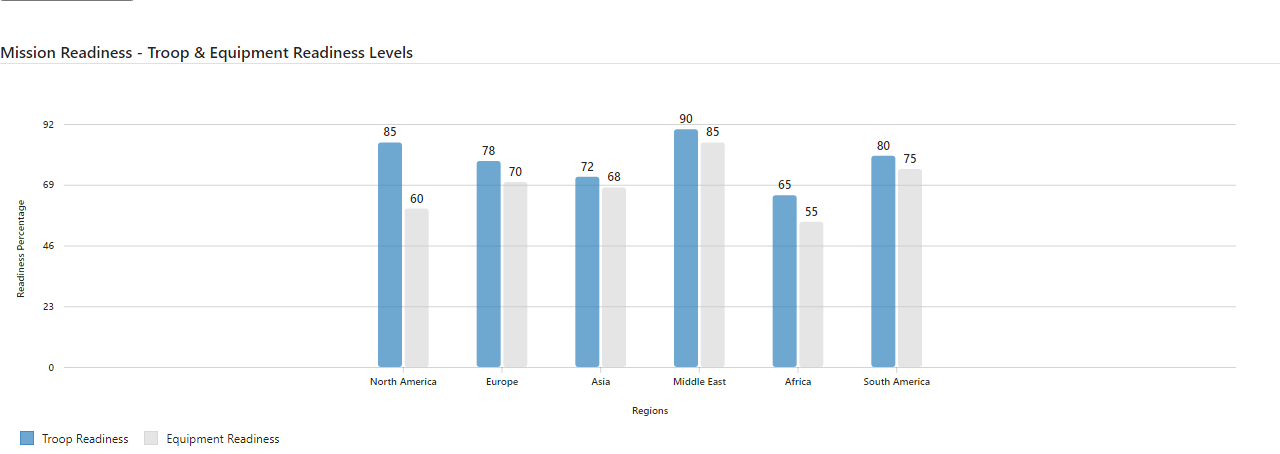 Mission Readiness - Troop & Equipment Readiness Levels
Readiness Percentage
92
69
46
23
0
85
60
78
70
72
68
90
85
65
55
80
75
North America
Europe
Asia
Middle East
Africa
South America
Regions
Troop Readiness
Equipment Readiness